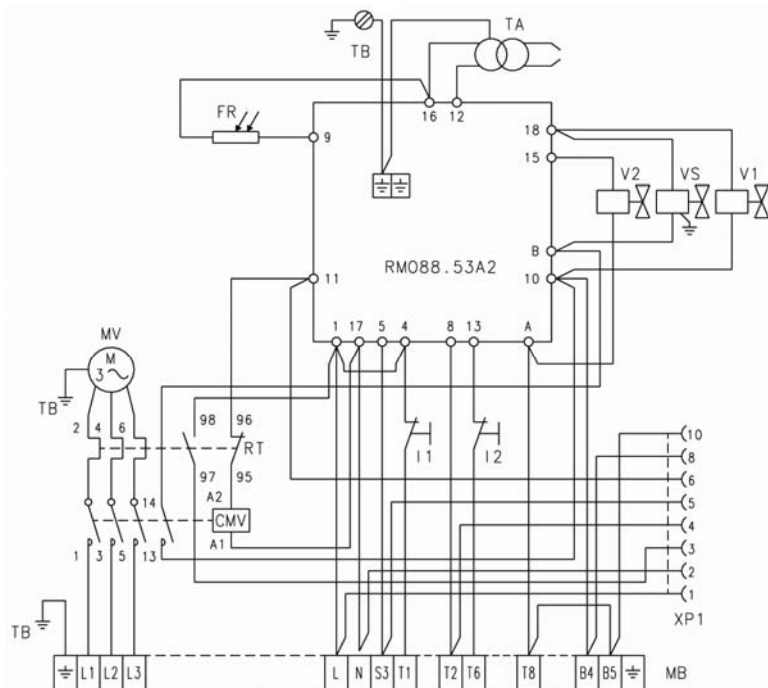 TA
TB
FR
16 12
9
18
15
V2 VS V1
B
RMO88.53A2
11
10
MV
1 17 5 4 8 13 A
M
3
TB
2 4 6
98 96
RT
I1 I2
10
97 95
8
6
A2
14
5
CMV
4
A1
3
1 3 5 13
2
1
XP1
TB
L1 L2 L3 L N S3 T1 T2 T6 T8 B4 B5 MB